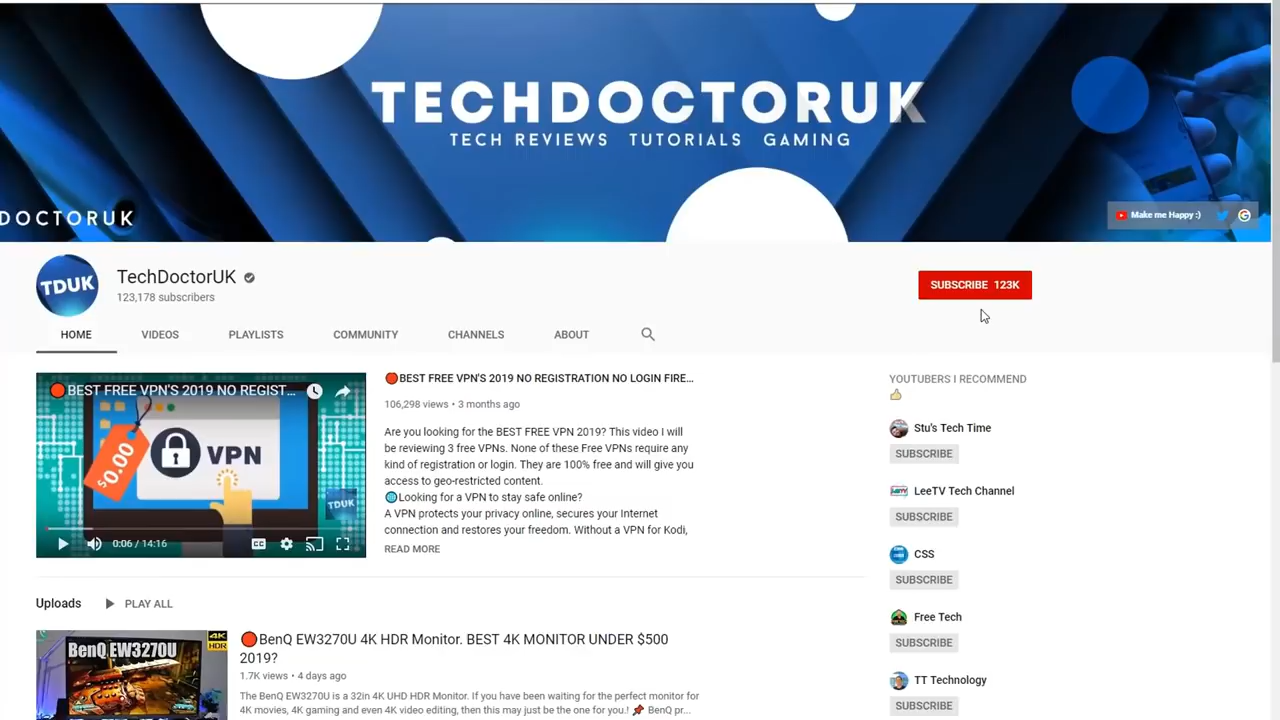 TECHDOCTORUK
TECH REVIEWS TUTORIALS GAMING
DOCTORUK
Make me Happy :)
TDUK
TechDoctorUK
123,178 subscribers
SUBSCRIBE 123K
HOME VIDEOS PLAYLISTS COMMUNITY CHANNELS ABOUT
🔴BEST FREE VPN'S 2019 NO REGIST...
$0.00
VPN
TDUK
0:06 / 14:16
CC
🔴BEST FREE VPN'S 2019 NO REGISTRATION NO LOGIN FIRE...
106,298 views • 3 months ago
Are you looking for the BEST FREE VPN 2019? This video I will
be reviewing 3 free VPNs. None of these Free VPNs require any
kind of registration or login. They are 100% free and will give you
access to geo-restricted content.
🌐Looking for a VPN to stay safe online?
A VPN protects your privacy online, secures your Internet
connection and restores your freedom. Without a VPN for Kodi,
READ MORE
YOUTUBERS I RECOMMEND
👍
Stu's Tech Time
SUBSCRIBE
LeeTV Tech Channel
SUBSCRIBE
CSS
SUBSCRIBE
Free Tech
SUBSCRIBE
TT Technology
SUBSCRIBE
Uploads PLAY ALL
BenQ EW3270U
4K
HDR
🔴BenQ EW3270U 4K HDR Monitor. BEST 4K MONITOR UNDER $500
2019?
1.7K views • 4 days ago
The BenQ EW3270U is a 32in 4K UHD HDR Monitor. If you have been waiting for the perfect monitor for
4K movies, 4K gaming and even 4K video editing, then this may just be the one for you.! 📌 BenQ pr...